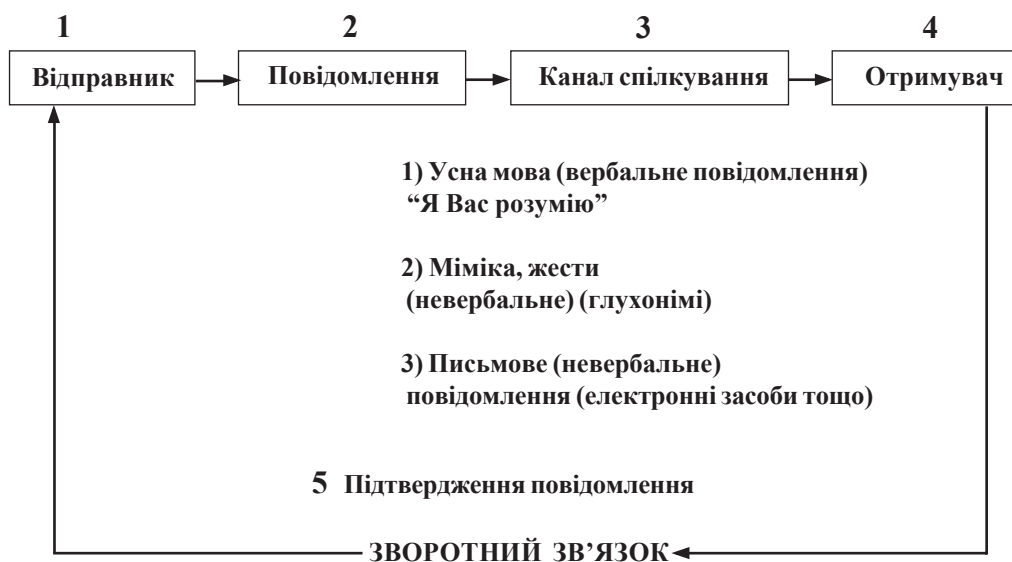 1 2 3 4
Відправник Повідомлення Канал спілкування Отримувач
1) Усна мова (вербальне повідомлення)
“Я Вас розумію”
2) Міміка, жести
(невербальне) (глухонімі)
3) Письмове (невербальне)
повідомлення (електронні засоби тощо)
5 Підтвердження повідомлення
ЗВОРОТНИЙ ЗВ’ЯЗОК